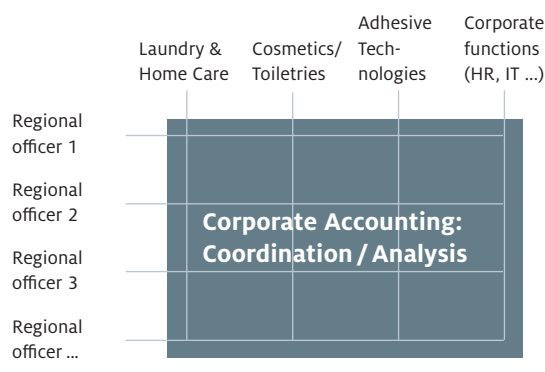 Laundry &
Home Care
Cosmetics/
Toiletries
Adhesive
Tech-
nologies
Corporate
functions
(HR, IT ...)
Regional
officer 1
Regional
officer 2
Regional
officer 3
Regional
officer ...
Corporate Accounting:
Coordination / Analysis